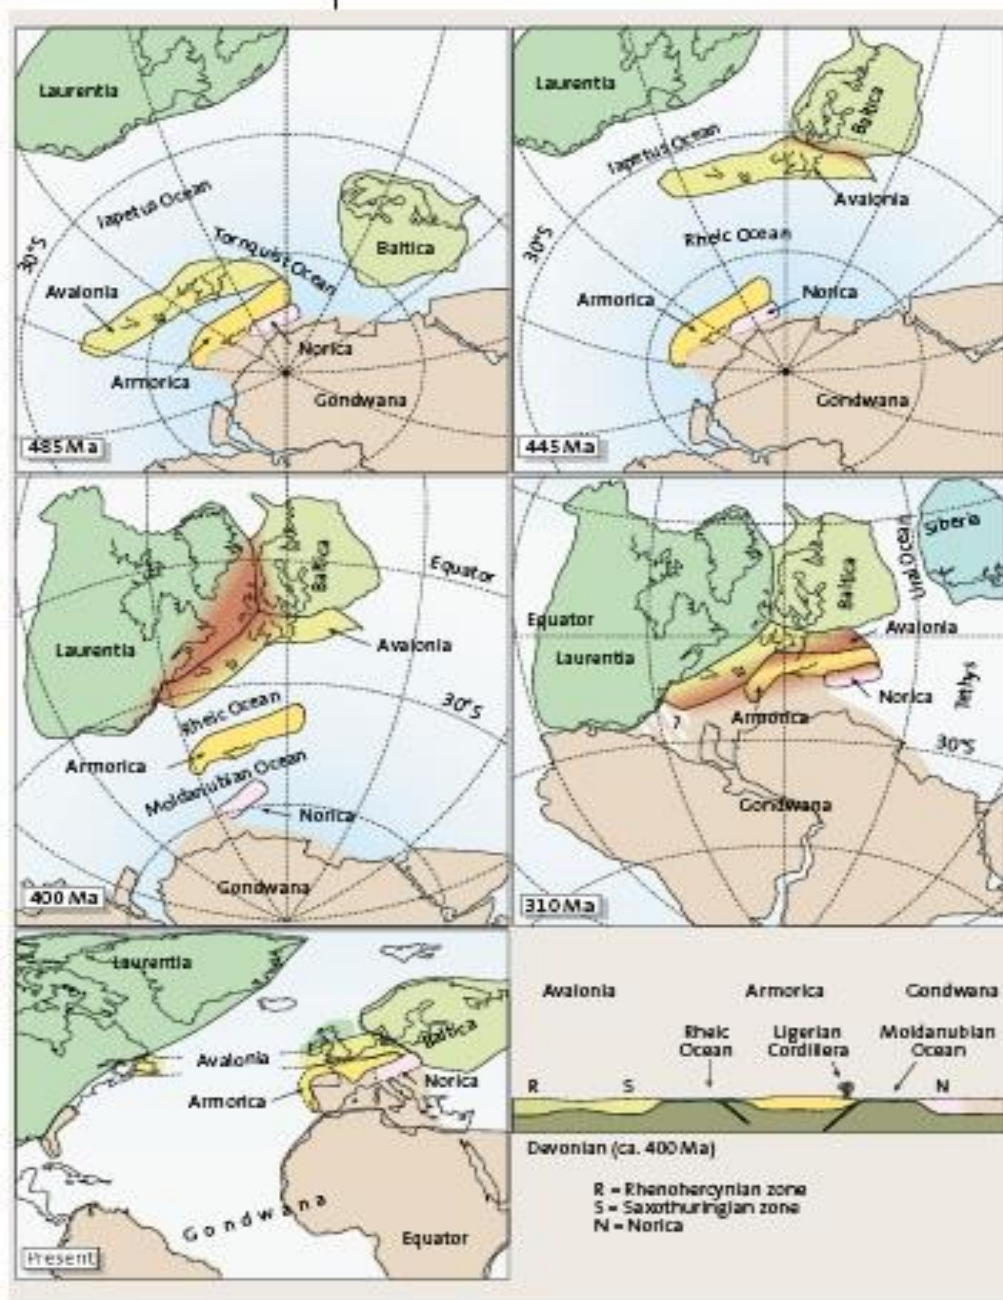 Laurentia
Iapetus Ocean
30°S
Tornquist Ocean
Baltica
Avalonia
Armorica
Norica
Gondwana
485 Ma
Laurentia
Baltica
Iapetus Ocean
Avalonia
30°S
Rheic Ocean
Armorica
Norica
Gondwana
445 Ma
Baltica
Equator
Laurentia
Avalonia
Rheic Ocean
30°S
Armorica
Moldanubian Ocean
Norica
Gondwana
400 Ma
Siberia
Ural Ocean
Baltica
Equator
Laurentia
Avalonia
Norica
Tethys
?
Armorica
30°S
Gondwana
310 Ma
Laurentia
Baltica
Avalonia
Norica
Armorica
Gondwana
Equator
Present
Avalonia Armorica Gondwana
Rheic Ligerian Moldanubian
Ocean Cordillera Ocean
R S N
Devonian (ca. 400 Ma)
R = Rhenohercynian zone
S = Saxothuringian zone
N = Norica